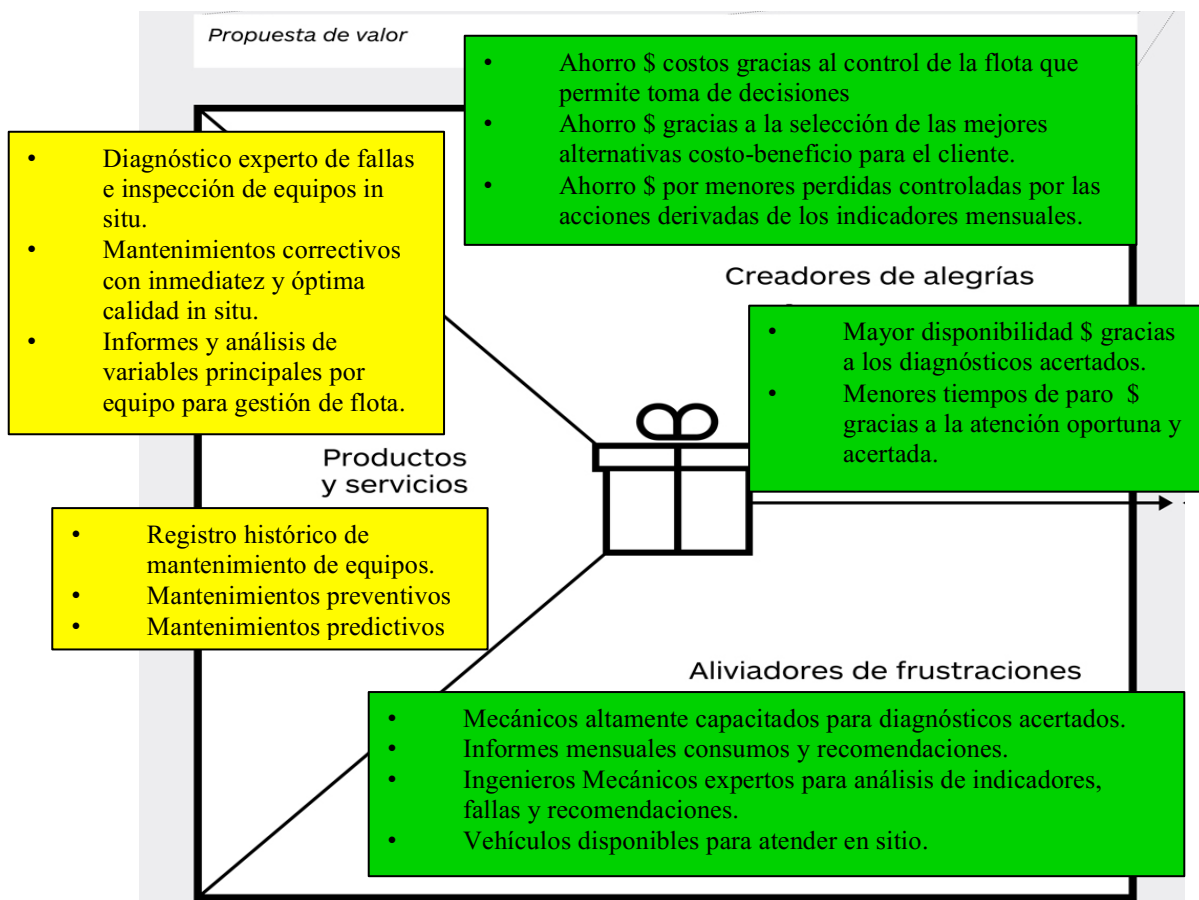 Propuesta de valor
• Ahorro $ costos gracias al control de la flota que
permite toma de decisiones
• Ahorro $ gracias a la selección de las mejores
alternativas costo-beneficio para el cliente.
• Ahorro $ por menores perdidas controladas por las
acciones derivadas de los indicadores mensuales.
• Diagnóstico experto de fallas
e inspección de equipos in
situ.
• Mantenimientos correctivos
con inmediatez y óptima
calidad in situ.
• Informes y análisis de
variables principales por
equipo para gestión de flota.
Creadores de alegrías
• Mayor disponibilidad $ gracias
a los diagnósticos acertados.
• Menores tiempos de paro $
gracias a la atención oportuna y
acertada.
Productos
y servicios
• Registro histórico de
mantenimiento de equipos.
• Mantenimientos preventivos
• Mantenimientos predictivos
Aliviadores de frustraciones
• Mecánicos altamente capacitados para diagnósticos acertados.
• Informes mensuales consumos y recomendaciones.
• Ingenieros Mecánicos expertos para análisis de indicadores,
fallas y recomendaciones.
• Vehículos disponibles para atender en sitio.